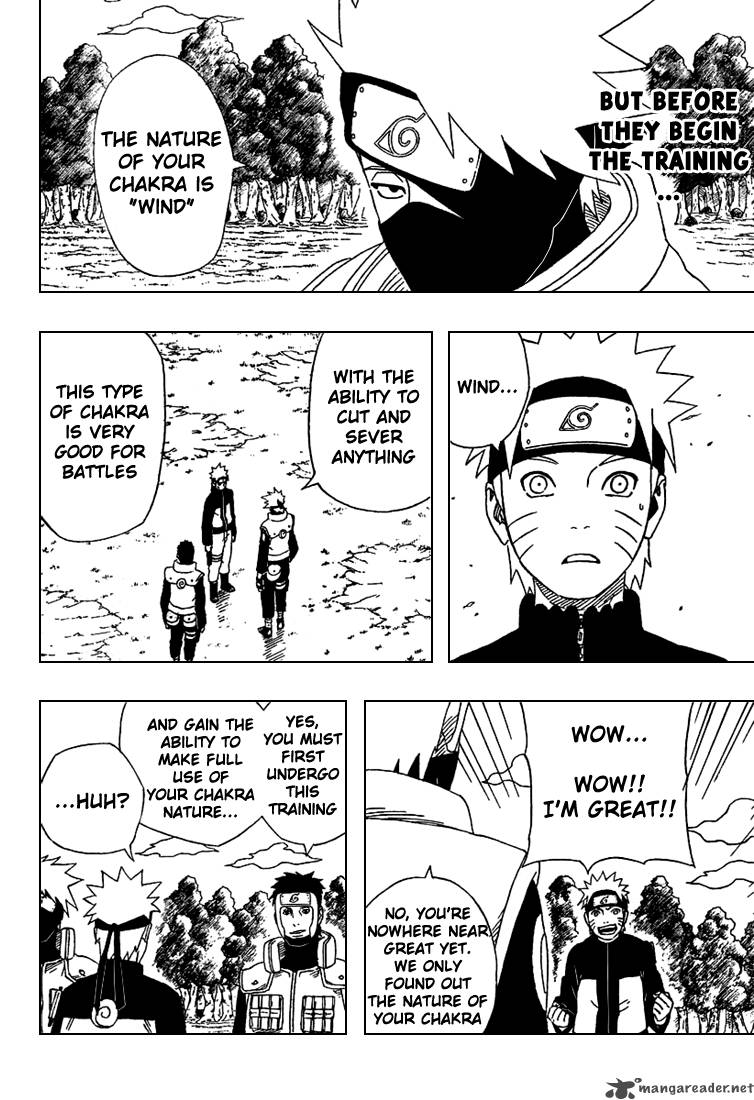 BUT BEFORE
THEY BEGIN
THE TRAINING
...
THE NATURE
OF YOUR
CHAKRA IS
"WIND"
WIND...
WITH THE
ABILITY TO
CUT AND
SEVER
ANYTHING
THIS TYPE
OF CHAKRA
IS VERY
GOOD FOR
BATTLES
WOW...
WOW!!
I'M GREAT!!
NO, YOU'RE
NOWHERE NEAR
GREAT YET.
WE ONLY
FOUND OUT
THE NATURE OF
YOUR CHAKRA
YES,
YOU MUST
FIRST
UNDERGO
THIS
TRAINING
AND GAIN THE
ABILITY TO
MAKE FULL
USE OF
YOUR CHAKRA
NATURE...
...HUH?
mangareader.net